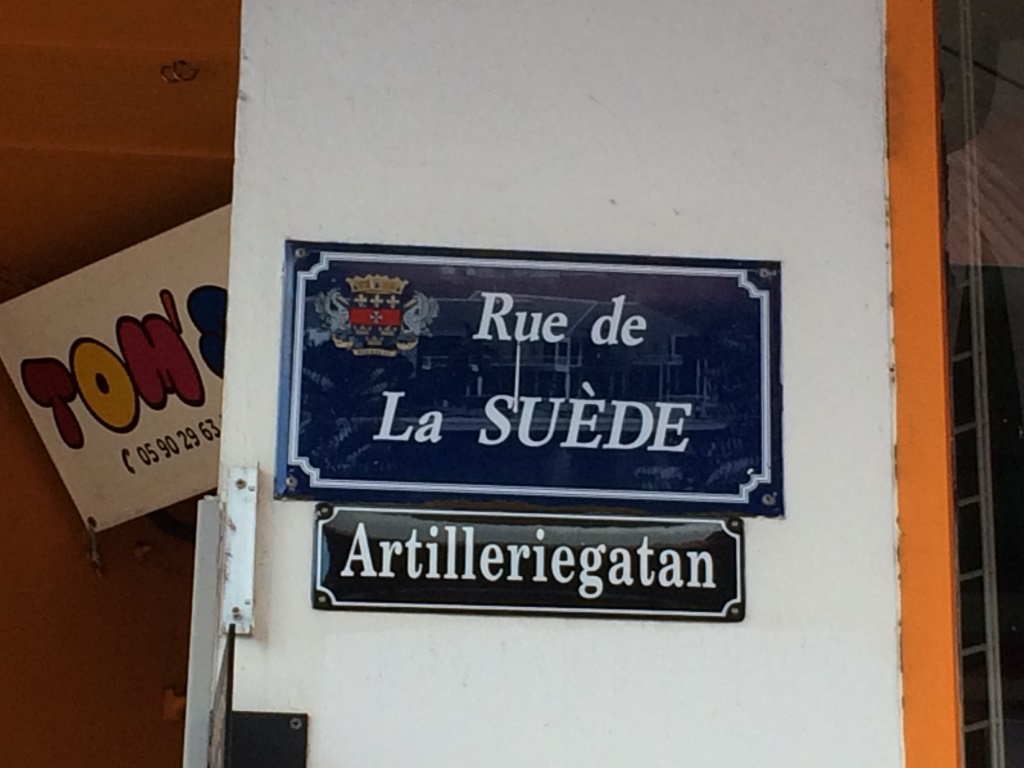 Rue de
La SUÈDE
Artilleriegatan
TOM'S
05 90 29 63